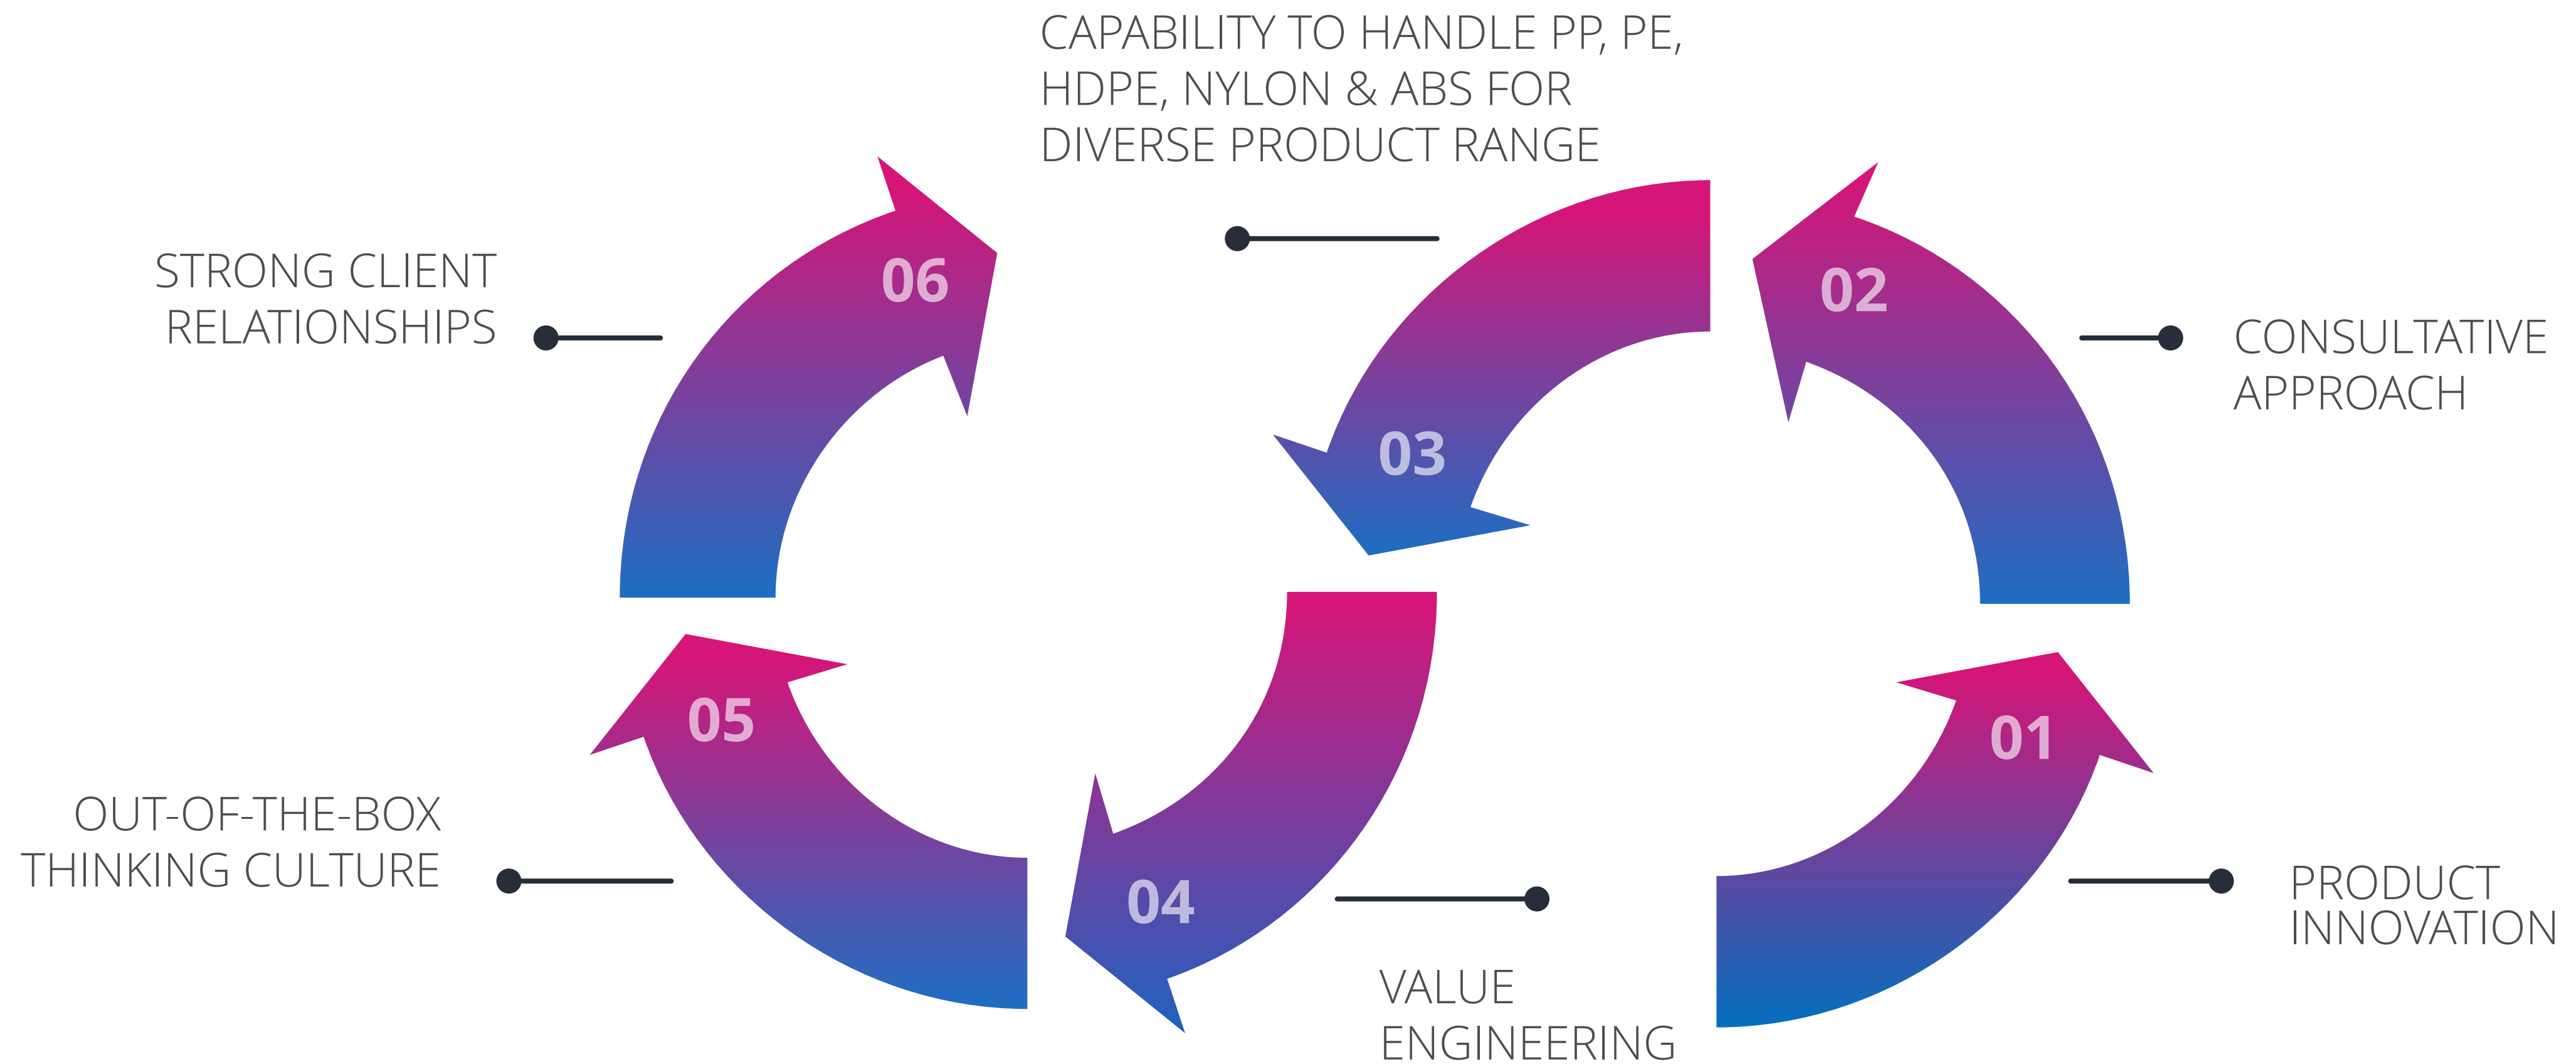 CAPABILITY TO HANDLE PP, PE,
HDPE, NYLON & ABS FOR
DIVERSE PRODUCT RANGE
STRONG CLIENT
RELATIONSHIPS
06
02
CONSULTATIVE
APPROACH
03
05
01
OUT-OF-THE-BOX
THINKING CULTURE
04
PRODUCT
INNOVATION
VALUE
ENGINEERING